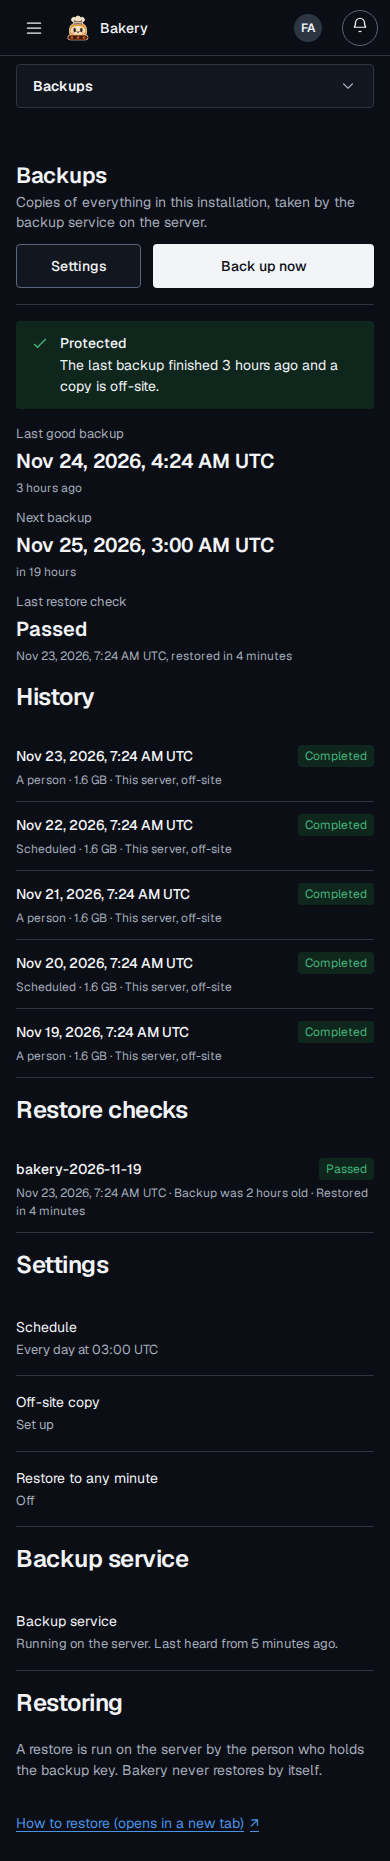 Bakery
FA
Backups
Backups
Copies of everything in this installation, taken by the
backup service on the server.
Settings
Back up now
Protected
The last backup finished 3 hours ago and a
copy is off-site.
Last good backup
Nov 24, 2026, 4:24 AM UTC
3 hours ago
Next backup
Nov 25, 2026, 3:00 AM UTC
in 19 hours
Last restore check
Passed
Nov 23, 2026, 7:24 AM UTC, restored in 4 minutes
History
Nov 23, 2026, 7:24 AM UTC
Completed
A person · 1.6 GB · This server, off-site
Nov 22, 2026, 7:24 AM UTC
Completed
Scheduled · 1.6 GB · This server, off-site
Nov 21, 2026, 7:24 AM UTC
Completed
A person · 1.6 GB · This server, off-site
Nov 20, 2026, 7:24 AM UTC
Completed
Scheduled · 1.6 GB · This server, off-site
Nov 19, 2026, 7:24 AM UTC
Completed
A person · 1.6 GB · This server, off-site
Restore checks
bakery-2026-11-19
Passed
Nov 23, 2026, 7:24 AM UTC · Backup was 2 hours old · Restored
in 4 minutes
Settings
Schedule
Every day at 03:00 UTC
Off-site copy
Set up
Restore to any minute
Off
Backup service
Backup service
Running on the server. Last heard from 5 minutes ago.
Restoring
A restore is run on the server by the person who holds
the backup key. Bakery never restores by itself.
How to restore (opens in a new tab)